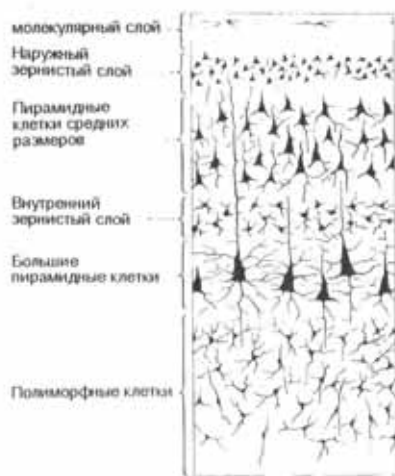 молекулярный слой
Наружный
зернистый слой
Пирамидные
клетки средних
размеров
Внутренний
зернистый слой
Большие
пирамидные клетки
Полиморфные клетки